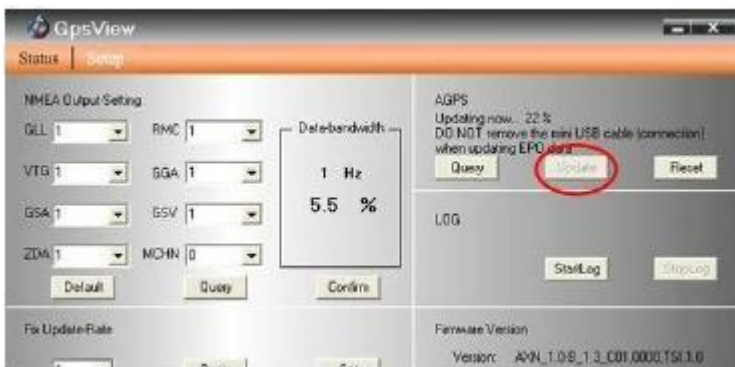 GpsView
Status | Setup
NMEA Output Setting
GLL 1
RMC 1
VTG 1
GGA 1
GSA 1
GSV 1
ZDA 1
MCHN 0
Default
Query
Data-bandwidth
1 Hz
5.5 %
Confirm
AGPS
Updating now... 22 %
DO NOT remove the mini USB cable (connection)
when updating EPO data
Query
Update
Reset
LOG
StartLog
StopLog
Fix Update-Rate
Firmware Version
Version: AXN_1.0-B_1.3_C01,0000,TSI,1.0